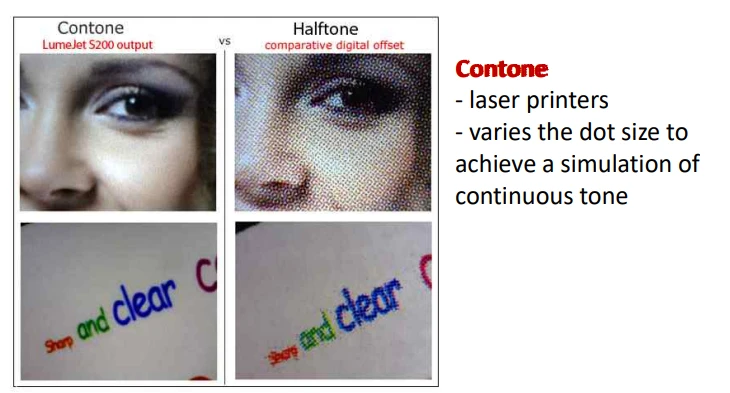 Contone
LumeJet S200 output
vs
Halftone
comparative digital offset
Sharp and clear C
Sharp and clear
Contone
- laser printers
- varies the dot size to
achieve a simulation of
continuous tone